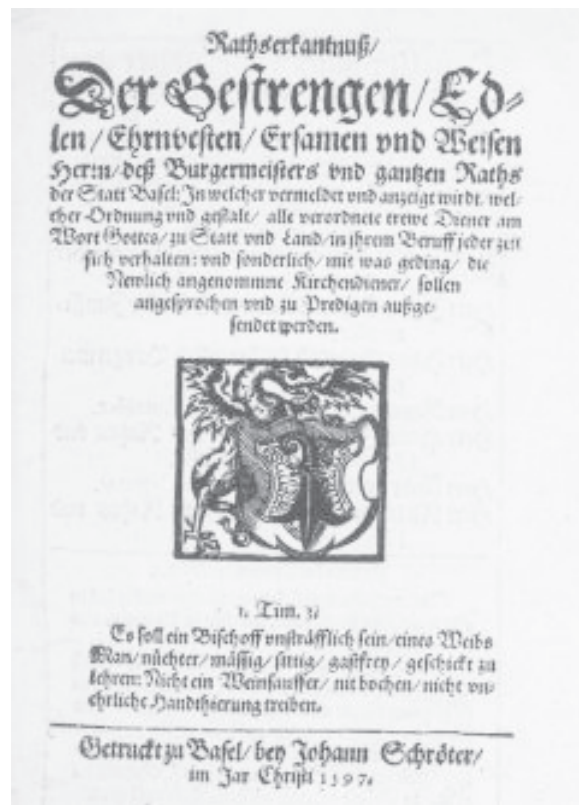 Rathserkantnuß/
Der Gestrengen/ Ed-
len/ Ehrnvesten/ Ersamen vnd Weisen
Herrn/ deß Burgermeisters vnd gantzen Raths
der Statt Basel: In welcher vermeldet vnd anzeigt wirdt, wel-
cher Ordnung vnd gestalt/ alle verordnete trewe Diener am
Wort Gottes/ zu Statt vnd Land/ in jhrem Beruff jeder zeit
sich verhalten: vnd sonderlich/ mit was geding/ die
Newlich angenommne Kirchendiener/ sollen
angesprochen vnd zu Predigen außge-
sendet werden.
1. Tim. 3.
Es soll ein Bischoff vnsträfflich sein/ eines Weibs
Man/ nüchter/ mässig/ sittig/ gastfrey/ geschickt zu
lehren: Nicht ein Weinsauffer/ nit bochen/ nicht vn-
ehrliche Handthierung treiben.
Getruckt zu Basel/ bey Johann Schröter/
im Jar Christi 1597.